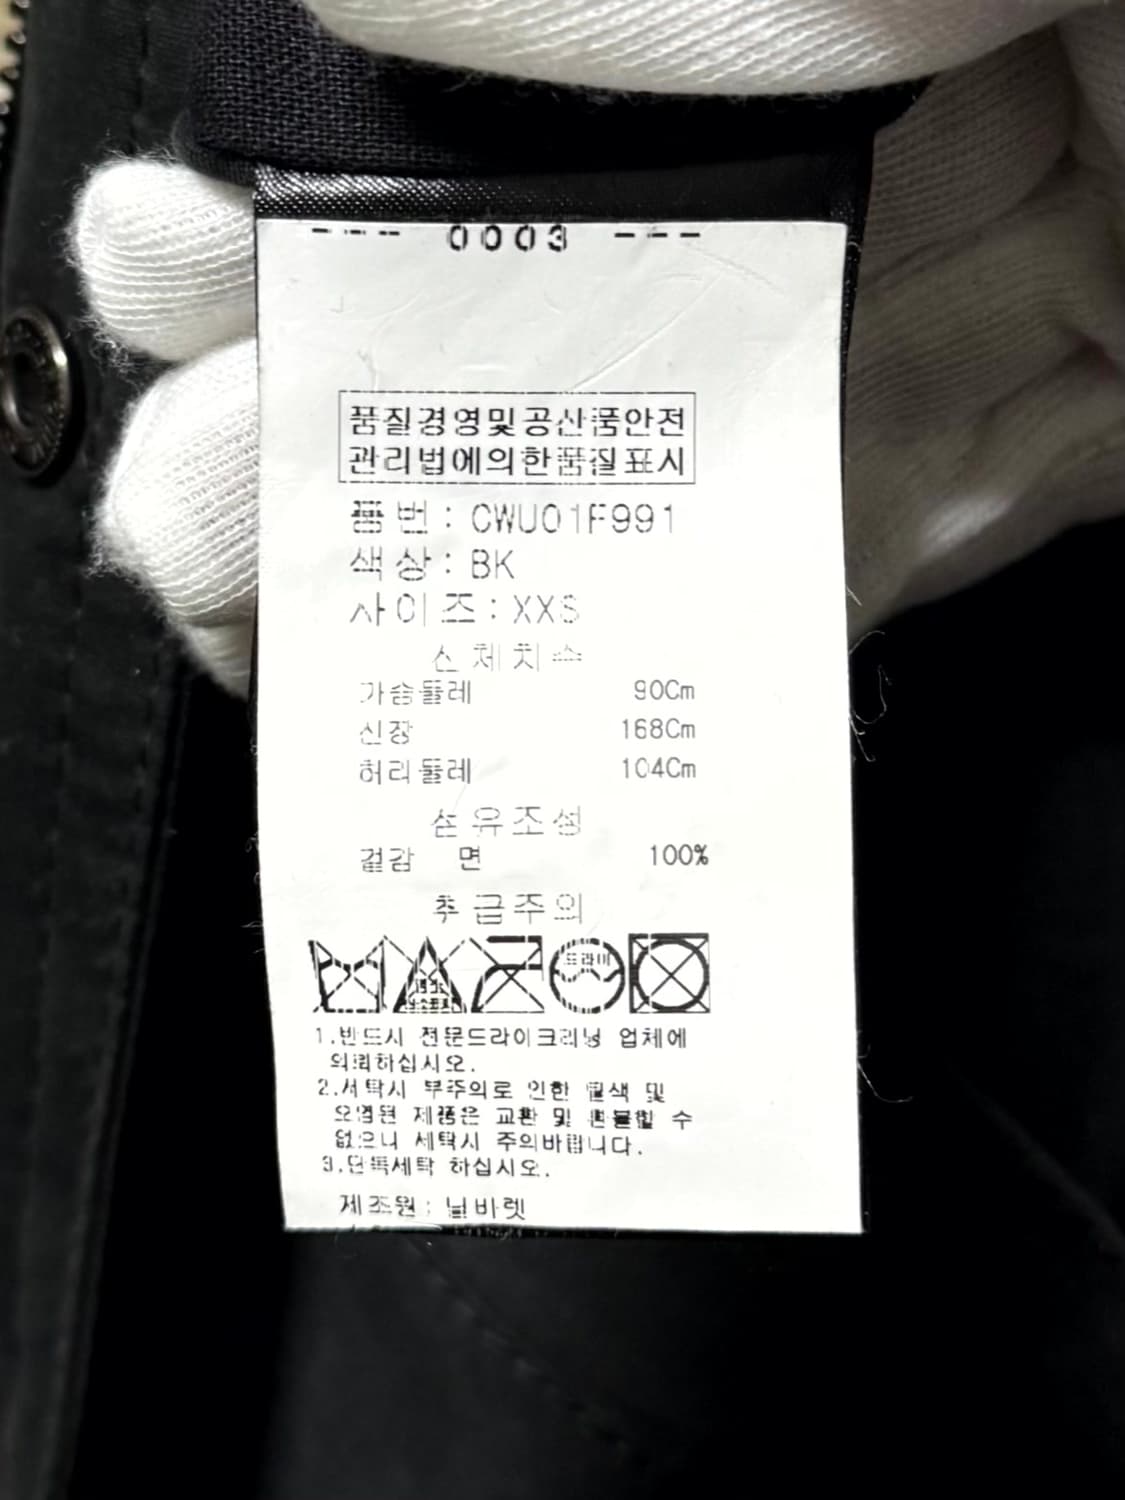 --- 0003 ---
품질경영및공산품안전
관리법에의한품질표시
품 번 : CWU01F991
색 상 : BK
사 이 즈 : XXS
신 체 치 수
가슴둘레 90Cm
신장 168Cm
허리둘레 104Cm
섬 유 조 성
겉감 면 100%
취 급 주 의
드라이
1.반드시 전문드라이크리닝 업체에
의뢰하십시오.
2.세탁시 부주의로 인한 탈색 및
오염된 제품은 교환 및 환불할 수
없으니 세탁시 주의바랍니다.
3.단독세탁 하십시오.
제조원 : 닐바렛